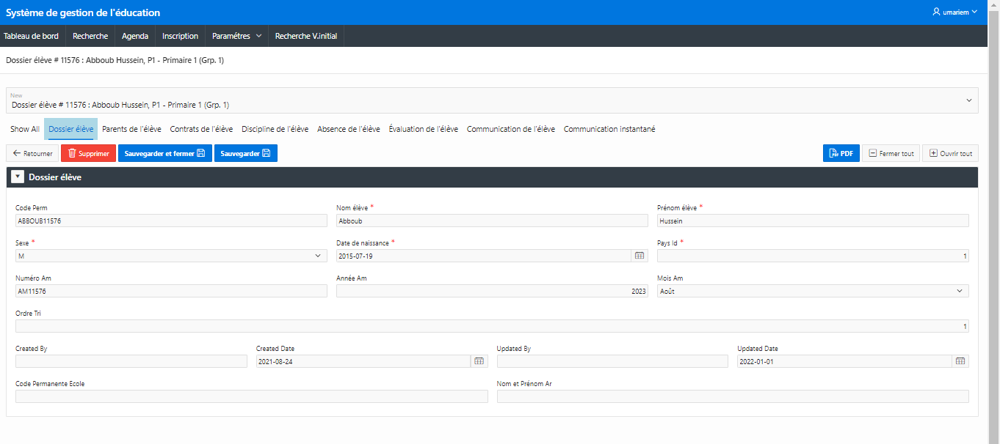 Système de gestion de l'éducation
umariem
Tableau de bord Recherche Agenda Inscription Paramétres Recherche V.initial
Dossier élève # 11576 : Abboub Hussein, P1 - Primaire 1 (Grp. 1)
New
Dossier élève # 11576 : Abboub Hussein, P1 - Primaire 1 (Grp. 1)
Show All Dossier élève Parents de l'élève Contrats de l'élève Discipline de l'élève Absence de l'élève Évaluation de l'élève Communication de l'élève Communication instantané
Retourner Supprimer Sauvegarder et fermer Sauvegarder PDF Fermer tout Ouvrir tout
Dossier élève
Code Perm Nom élève * Prénom élève *
ABBOUB11576 Abboub Hussein
Sexe * Date de naissance * Pays Id *
M 2015-07-19 1
Numéro Am Année Am Mois Am
AM11576 2023 Août
Ordre Tri
1
Created By Created Date Updated By Updated Date
2021-08-24 2022-01-01
Code Permanente Ecole Nom et Prénom Ar